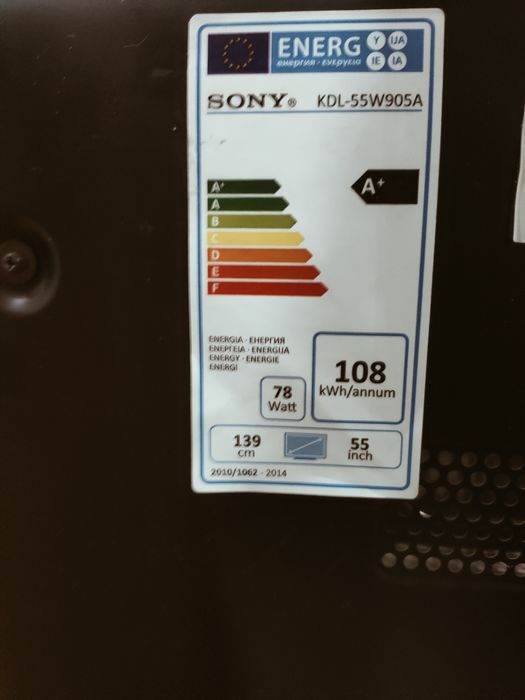 ENERG Y UA
енергия · ενεργεια IE IA
SONY® KDL-55W905A
A+
A+
A
B
C
D
E
F
ENERGIA · ЕНЕРГИЯ
ΕΝΕΡΓΕΙΑ · ENERGIJA
ENERGY · ENERGIE
ENERGI
108
kWh/annum
78
Watt
139
cm
55
inch
2010/1062 - 2014